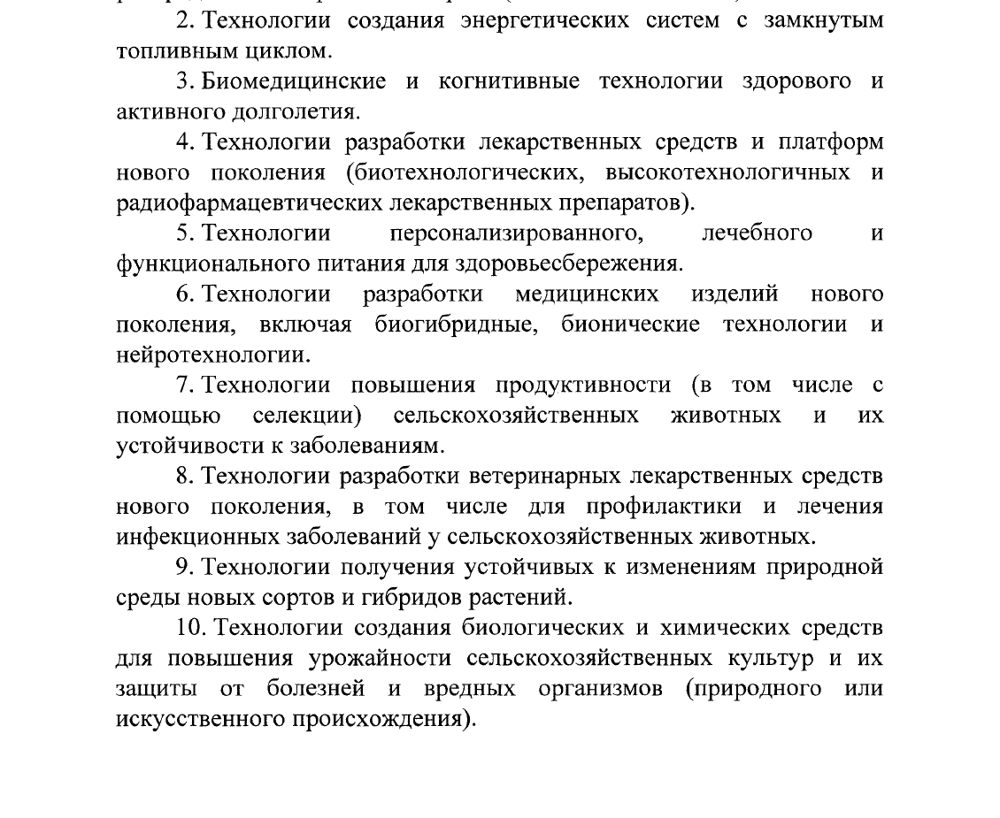 2. Технологии создания энергетических систем с замкнутым
топливным циклом.
3. Биомедицинские и когнитивные технологии здорового и
активного долголетия.
4. Технологии разработки лекарственных средств и платформ
нового поколения (биотехнологических, высокотехнологичных и
радиофармацевтических лекарственных препаратов).
5. Технологии персонализированного, лечебного и
функционального питания для здоровьесбережения.
6. Технологии разработки медицинских изделий нового
поколения, включая биогибридные, бионические технологии и
нейротехнологии.
7. Технологии повышения продуктивности (в том числе с
помощью селекции) сельскохозяйственных животных и их
устойчивости к заболеваниям.
8. Технологии разработки ветеринарных лекарственных средств
нового поколения, в том числе для профилактики и лечения
инфекционных заболеваний у сельскохозяйственных животных.
9. Технологии получения устойчивых к изменениям природной
среды новых сортов и гибридов растений.
10. Технологии создания биологических и химических средств
для повышения урожайности сельскохозяйственных культур и их
защиты от болезней и вредных организмов (природного или
искусственного происхождения).